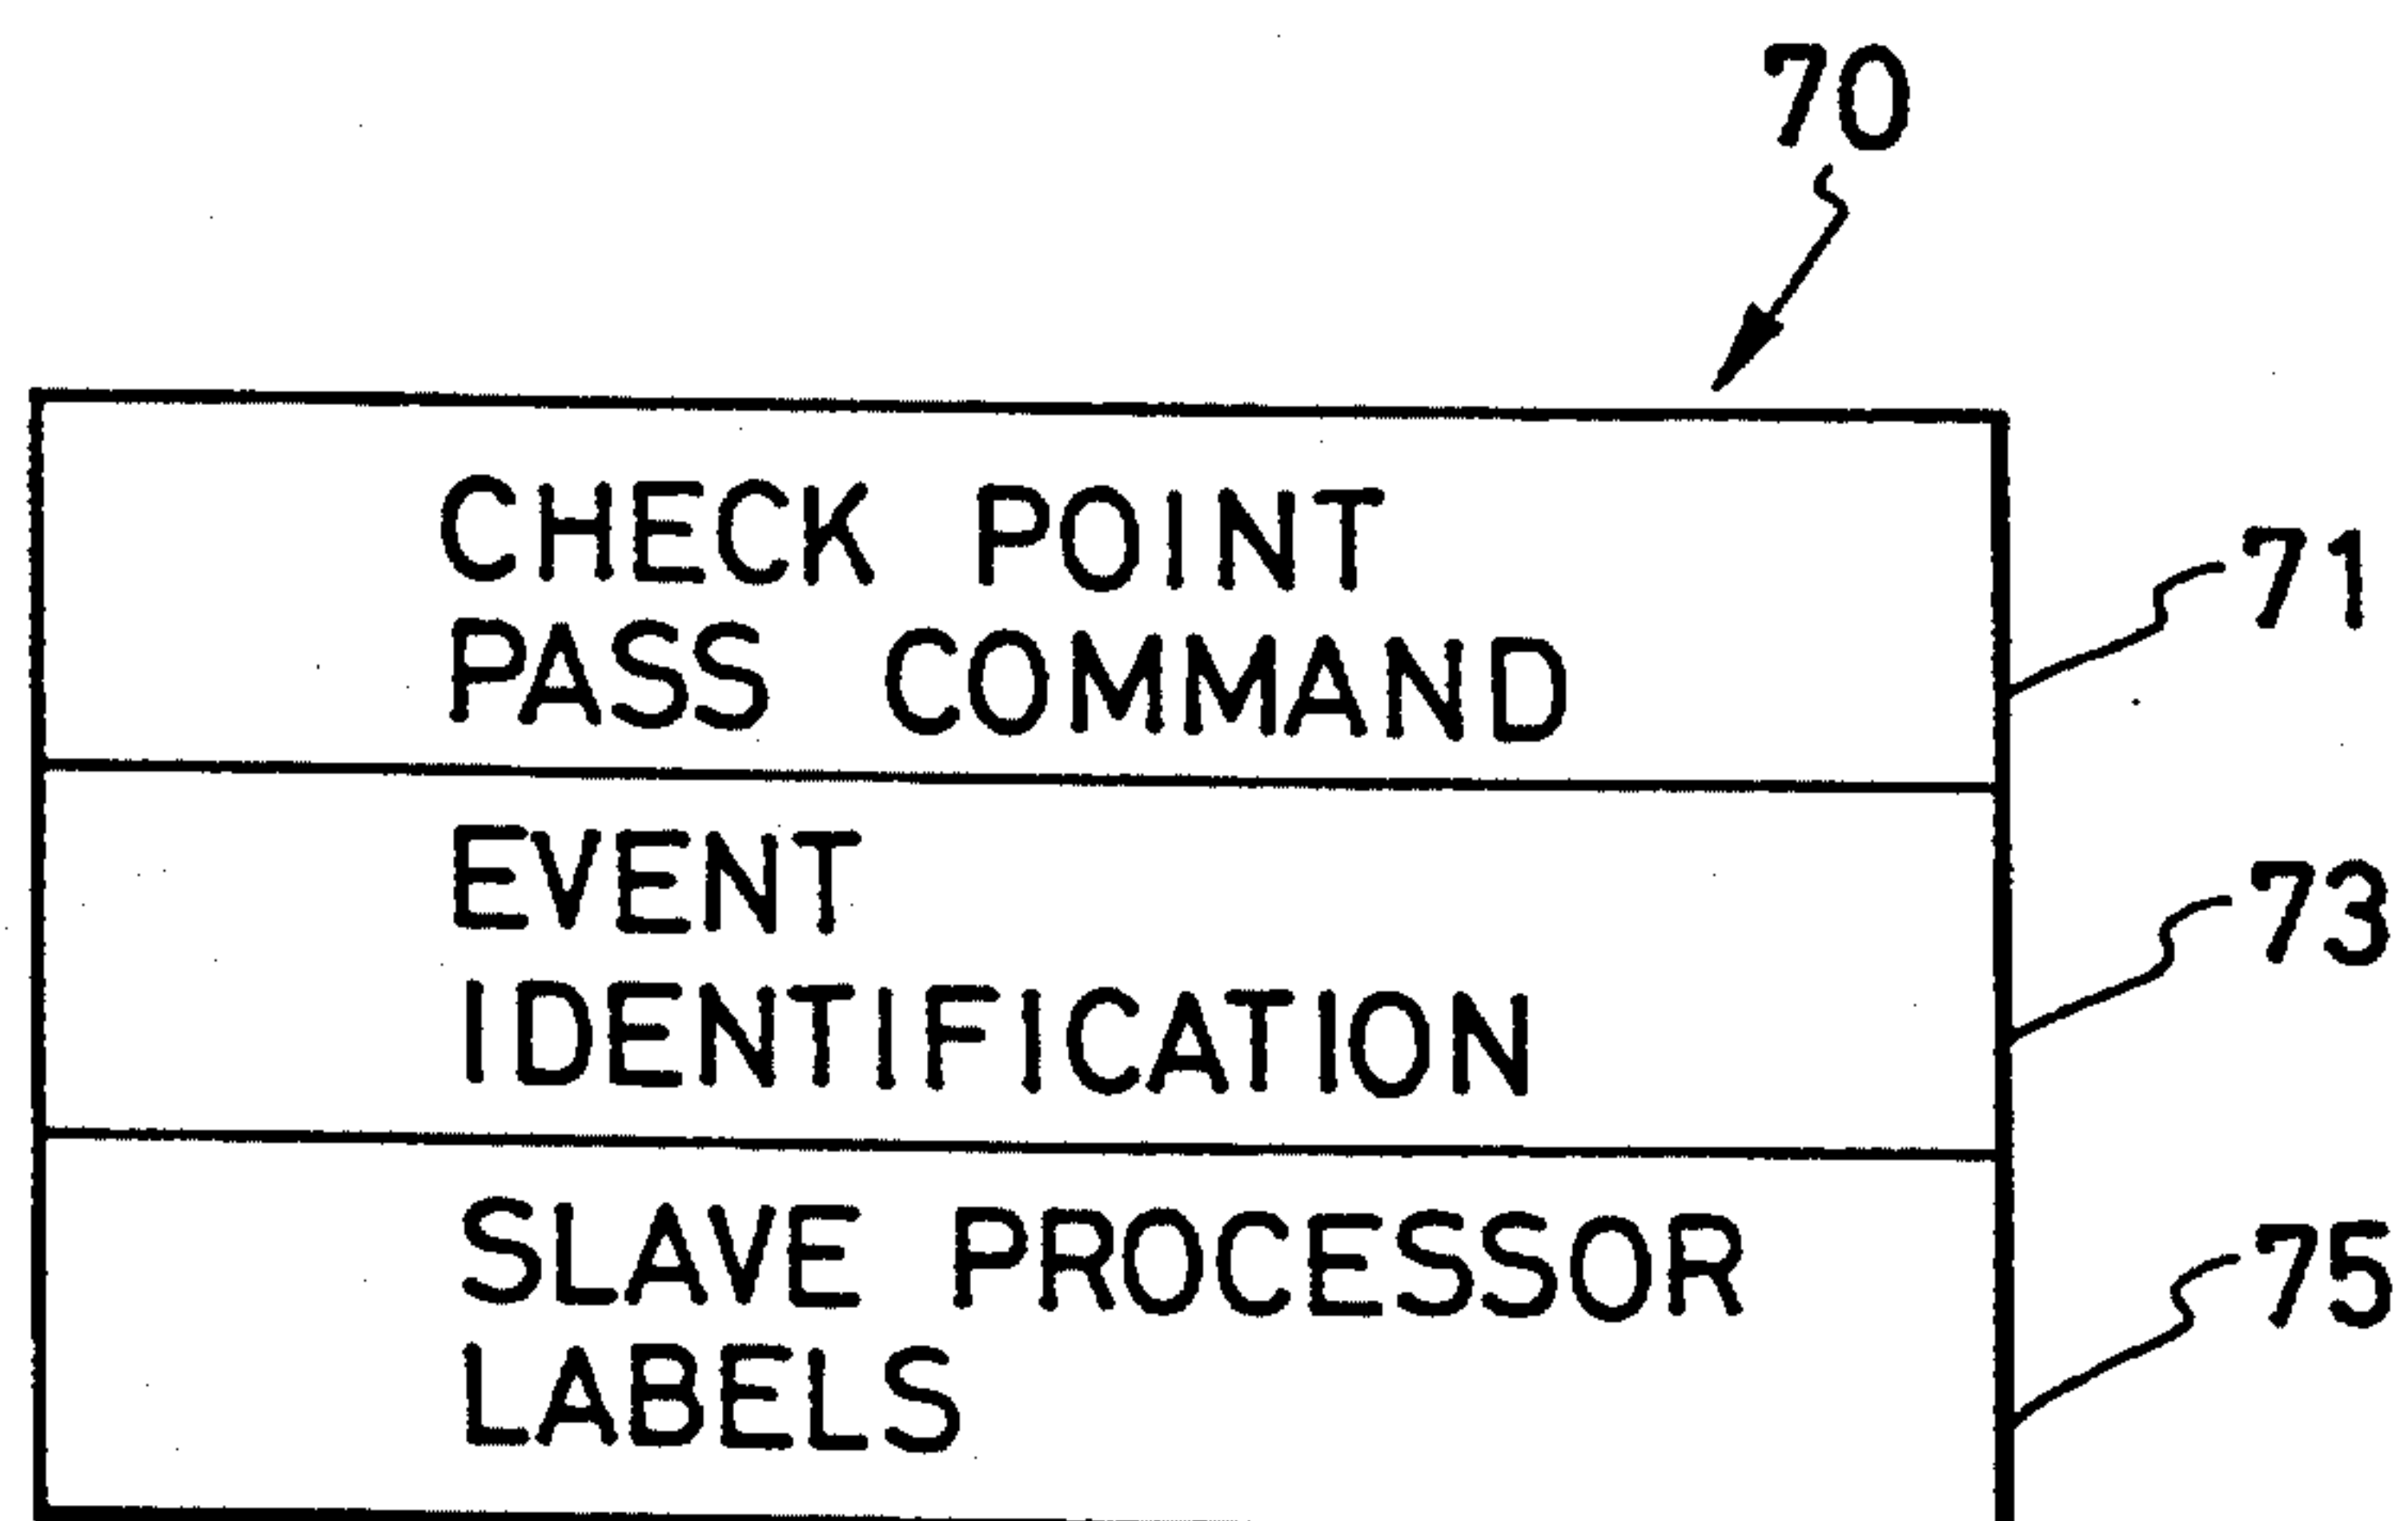 70
CHECK POINT
PASS COMMAND
71
EVENT
IDENTIFICATION
73
SLAVE PROCESSOR
LABELS
75